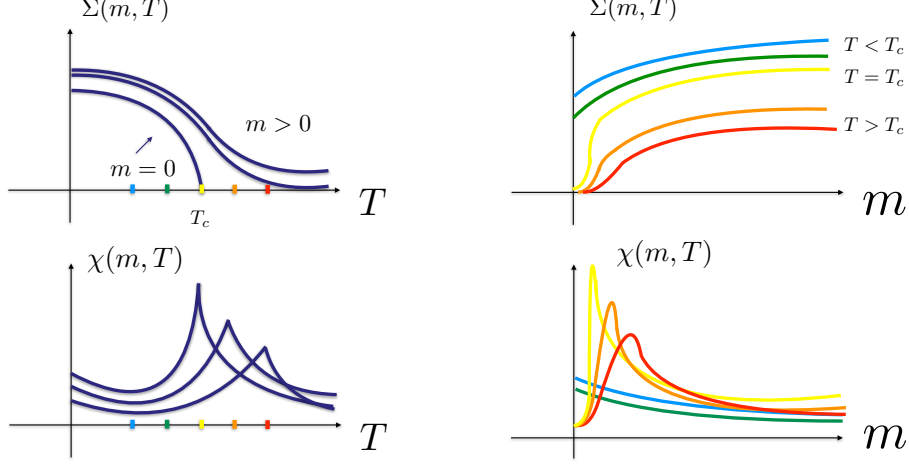 Σ(m, T)
m > 0
m = 0
T_c
T
Σ(m, T)
T < T_c
T = T_c
T > T_c
m
χ(m, T)
T
χ(m, T)
m